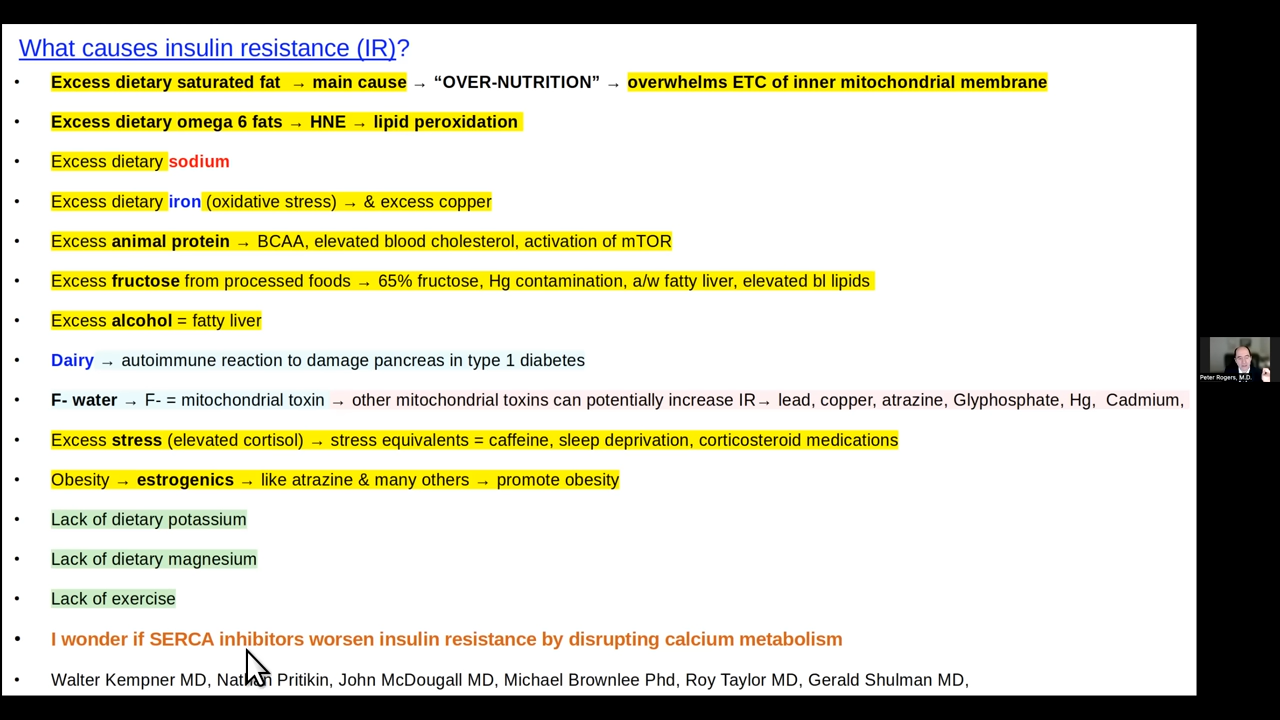 What causes insulin resistance (IR)?
• Excess dietary saturated fat → main cause → “OVER-NUTRITION” → overwhelms ETC of inner mitochondrial membrane
• Excess dietary omega 6 fats → HNE → lipid peroxidation
• Excess dietary sodium
• Excess dietary iron (oxidative stress) → & excess copper
• Excess animal protein → BCAA, elevated blood cholesterol, activation of mTOR
• Excess fructose from processed foods → 65% fructose, Hg contamination, a/w fatty liver, elevated bl lipids
• Excess alcohol = fatty liver
• Dairy → autoimmune reaction to damage pancreas in type 1 diabetes
• F- water → F- = mitochondrial toxin → other mitochondrial toxins can potentially increase IR→ lead, copper, atrazine, Glyphosphate, Hg, Cadmium,
• Excess stress (elevated cortisol) → stress equivalents = caffeine, sleep deprivation, corticosteroid medications
• Obesity → estrogenics → like atrazine & many others → promote obesity
• Lack of dietary potassium
• Lack of dietary magnesium
• Lack of exercise
• I wonder if SERCA inhibitors worsen insulin resistance by disrupting calcium metabolism
• Walter Kempner MD, Nathan Pritikin, John McDougall MD, Michael Brownlee Phd, Roy Taylor MD, Gerald Shulman MD,
Peter Rogers, M.D.